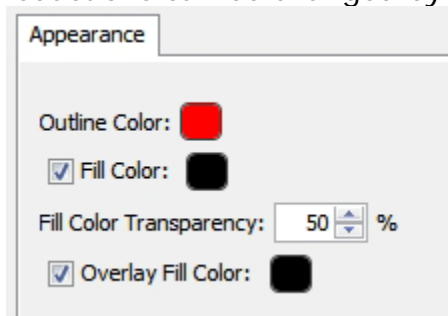 Appearance
Outline Color:
Fill Color:
Fill Color Transparency: 50 %
Overlay Fill Color: